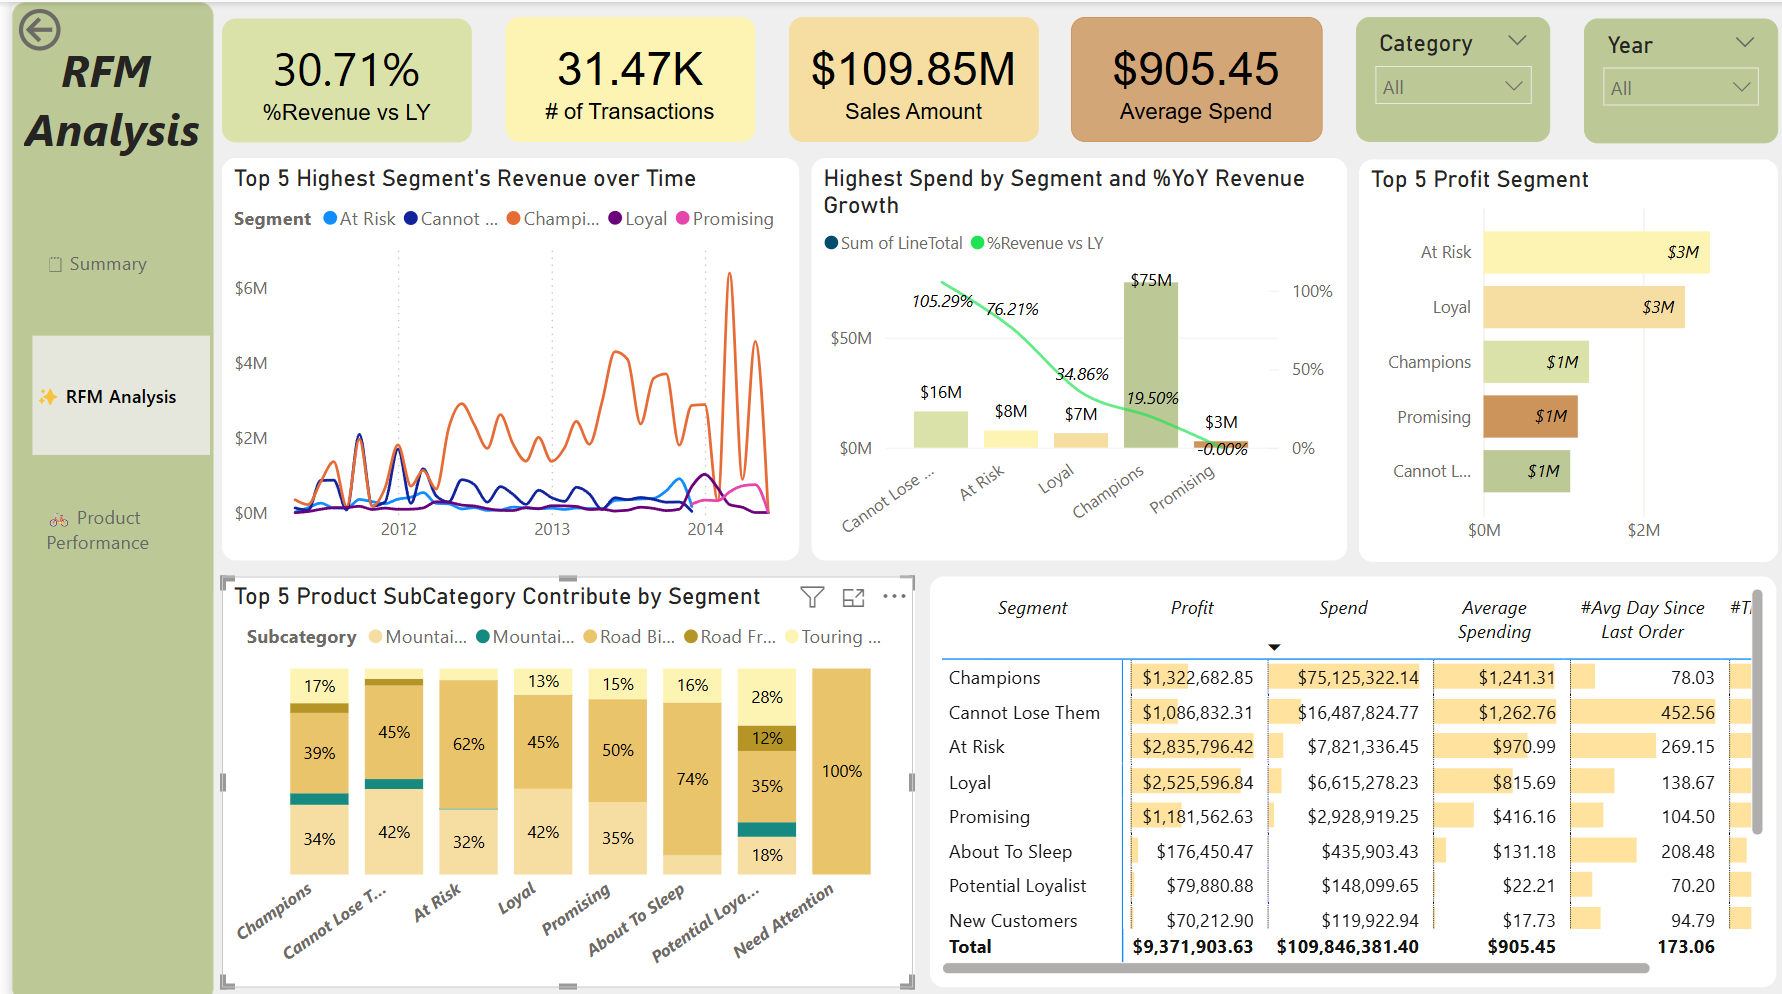 RFM
Analysis
Summary
RFM Analysis
Product
Performance
30.71%
%Revenue vs LY
31.47K
# of Transactions
$109.85M
Sales Amount
$905.45
Average Spend
Category
All
Year
All
Top 5 Highest Segment's Revenue over Time
Segment At Risk Cannot ... Champi... Loyal Promising
$6M
$4M
$2M
$0M
2012 2013 2014
Highest Spend by Segment and %YoY Revenue
Growth
Sum of LineTotal %Revenue vs LY
$50M
$0M
100%
50%
0%
105.29%
76.21%
34.86%
19.50%
-0.00%
$16M
$8M
$7M
$75M
$3M
Cannot Lose ...
At Risk
Loyal
Champions
Promising
Top 5 Profit Segment
At Risk $3M
Loyal $3M
Champions $1M
Promising $1M
Cannot L... $1M
$0M $2M
Top 5 Product SubCategory Contribute by Segment
Subcategory Mountai... Mountai... Road Bi... Road Fr... Touring ...
17%
39%
34%
45%
42%
62%
32%
13%
45%
42%
15%
50%
35%
16%
74%
28%
12%
35%
18%
100%
Champions
Cannot Lose T...
At Risk
Loyal
Promising
About To Sleep
Potential Loya...
Need Attention
Segment Profit Spend Average Spending #Avg Day Since Last Order
Champions $1,322,682.85 $75,125,322.14 $1,241.31 78.03
Cannot Lose Them $1,086,832.31 $16,487,824.77 $1,262.76 452.56
At Risk $2,835,796.42 $7,821,336.45 $970.99 269.15
Loyal $2,525,596.84 $6,615,278.23 $815.69 138.67
Promising $1,181,562.63 $2,928,919.25 $416.16 104.50
About To Sleep $176,450.47 $435,903.43 $131.18 208.48
Potential Loyalist $79,880.88 $148,099.65 $22.21 70.20
New Customers $70,212.90 $119,922.94 $17.73 94.79
Total $9,371,903.63 $109,846,381.40 $905.45 173.06